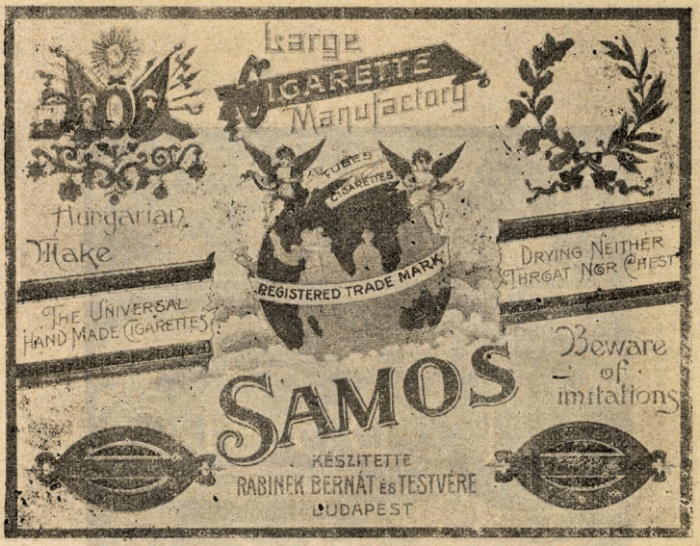 Large
CIGARETTE
Manufactory
TUBES
CIGARETTES
Hungarian
Make
REGISTERED TRADE MARK
DRYING NEITHER
THROAT NOR CHEST
THE UNIVERSAL
HAND MADE CIGARETTES
Beware
of
imitations
SAMOS
KÉSZITETTE
RABINEK BERNÁT ÉS TESTVÉRE
BUDAPEST